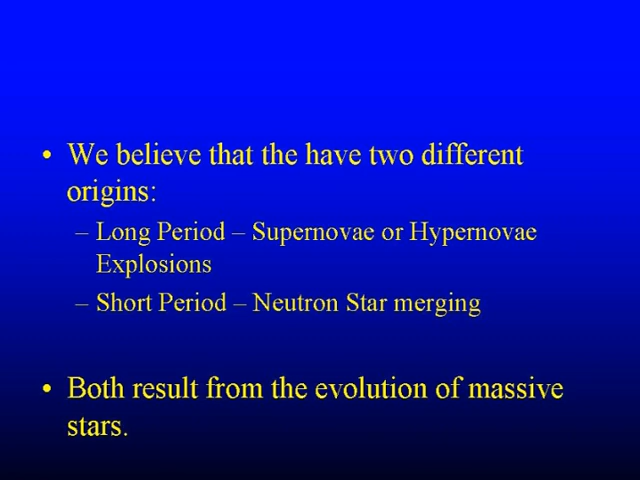 • We believe that the have two different
origins:
– Long Period – Supernovae or Hypernovae
Explosions
– Short Period – Neutron Star merging
• Both result from the evolution of massive
stars.